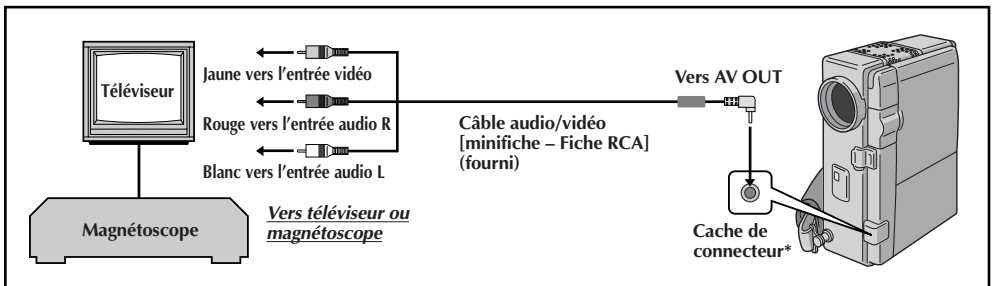 Téléviseur
Magnétoscope
Jaune vers l'entrée vidéo
Rouge vers l'entrée audio R
Blanc vers l'entrée audio L
Vers téléviseur ou
magnétoscope
Câble audio/vidéo
[minifiche – Fiche RCA]
(fourni)
Vers AV OUT
Cache de
connecteur*